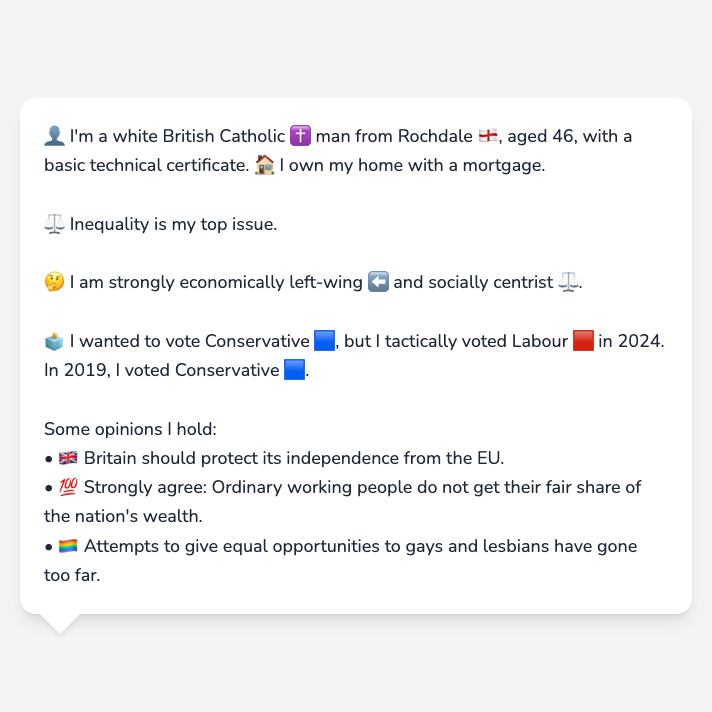 👤 I'm a white British Catholic ✝️ man from Rochdale 🏴󠁧󠁢󠁥󠁮󠁧󠁿, aged 46, with a
basic technical certificate. 🏠 I own my home with a mortgage.
⚖️ Inequality is my top issue.
🤔 I am strongly economically left-wing ⬅️ and socially centrist ⚖️.
🗳️ I wanted to vote Conservative 🟦, but I tactically voted Labour 🟥 in 2024.
In 2019, I voted Conservative 🟦.
Some opinions I hold:
• 🇬🇧 Britain should protect its independence from the EU.
• 💯 Strongly agree: Ordinary working people do not get their fair share of
the nation's wealth.
• 🏳️‍🌈 Attempts to give equal opportunities to gays and lesbians have gone
too far.